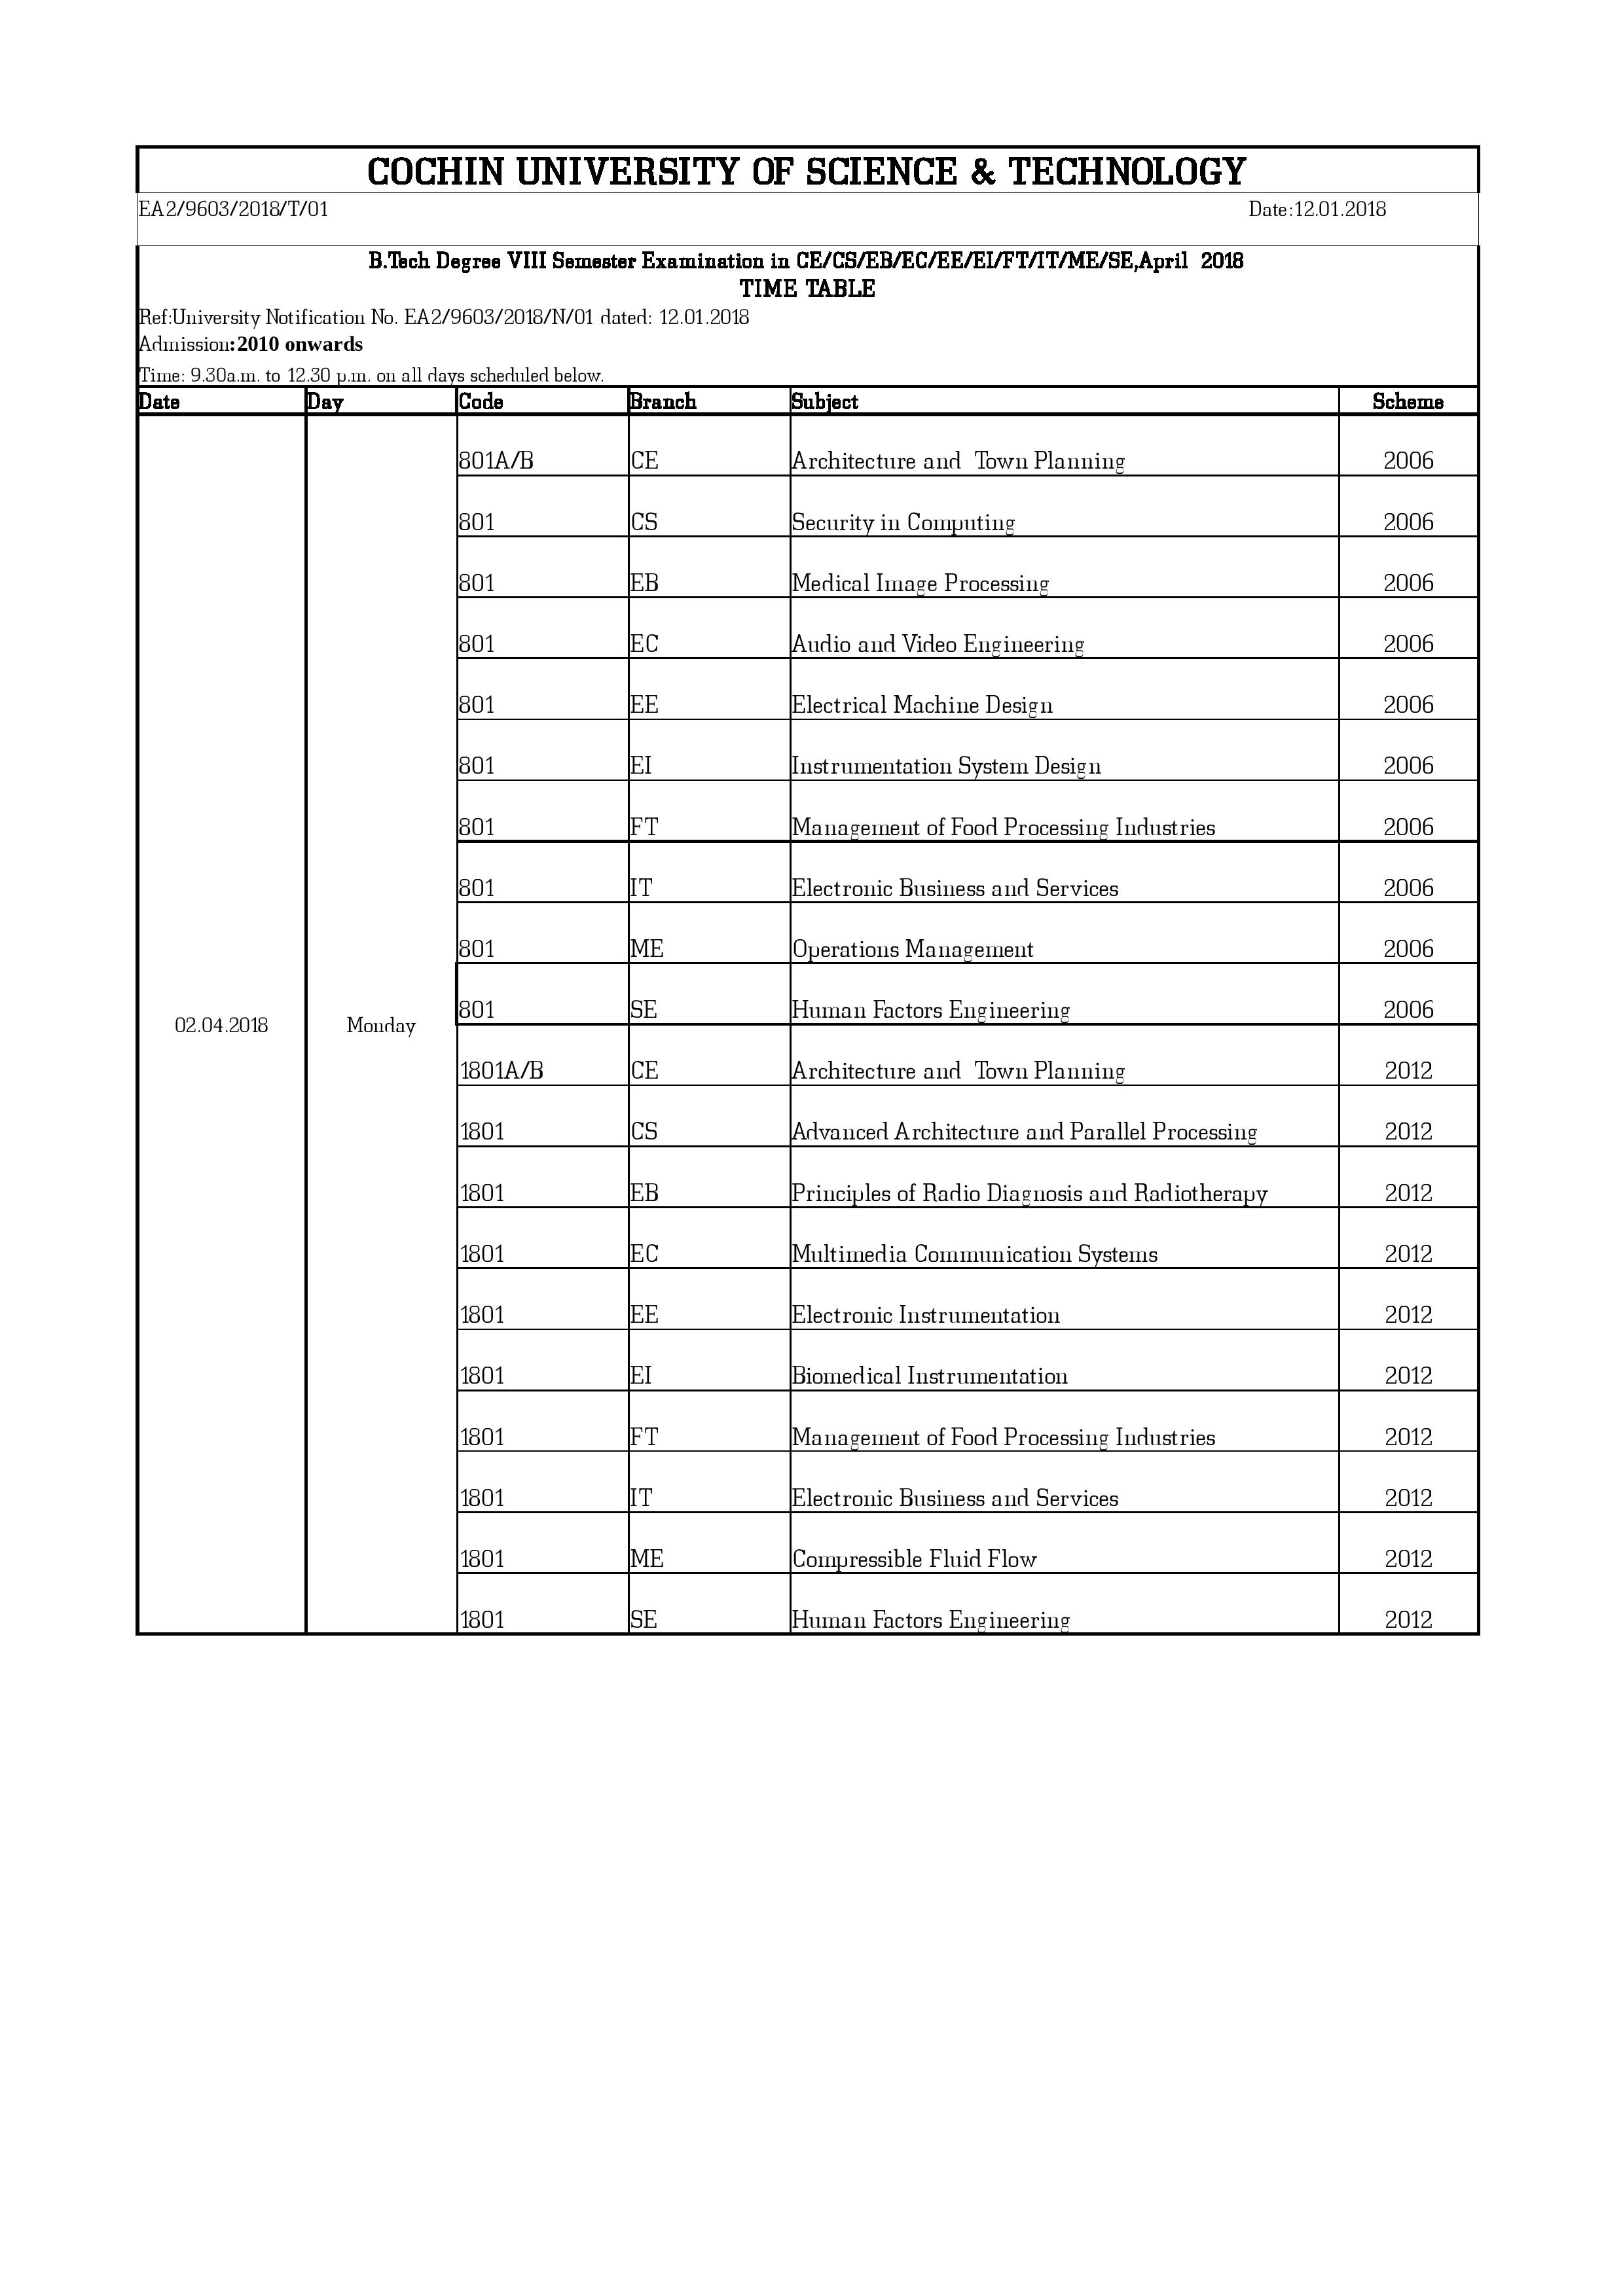 COCHIN UNIVERSITY OF SCIENCE & TECHNOLOGY
EA2/9603/2018/T/01 Date:12.01.2018
B.Tech Degree VIII Semester Examination in CE/CS/EB/EC/EE/EI/FT/IT/ME/SE,April 2018
TIME TABLE
Ref:University Notification No. EA2/9603/2018/N/01 dated: 12.01.2018
Admission:2010 onwards
Time: 9.30a.m. to 12.30 p.m. on all days scheduled below.
Date Day Code Branch Subject Scheme
801A/B CE Architecture and Town Planning 2006
801 CS Security in Computing 2006
801 EB Medical Image Processing 2006
801 EC Audio and Video Engineering 2006
801 EE Electrical Machine Design 2006
801 EI Instrumentation System Design 2006
801 FT Management of Food Processing Industries 2006
801 IT Electronic Business and Services 2006
801 ME Operations Management 2006
801 SE Human Factors Engineering 2006
02.04.2018 Monday
1801A/B CE Architecture and Town Planning 2012
1801 CS Advanced Architecture and Parallel Processing 2012
1801 EB Principles of Radio Diagnosis and Radiotherapy 2012
1801 EC Multimedia Communication Systems 2012
1801 EE Electronic Instrumentation 2012
1801 EI Biomedical Instrumentation 2012
1801 FT Management of Food Processing Industries 2012
1801 IT Electronic Business and Services 2012
1801 ME Compressible Fluid Flow 2012
1801 SE Human Factors Engineering 2012